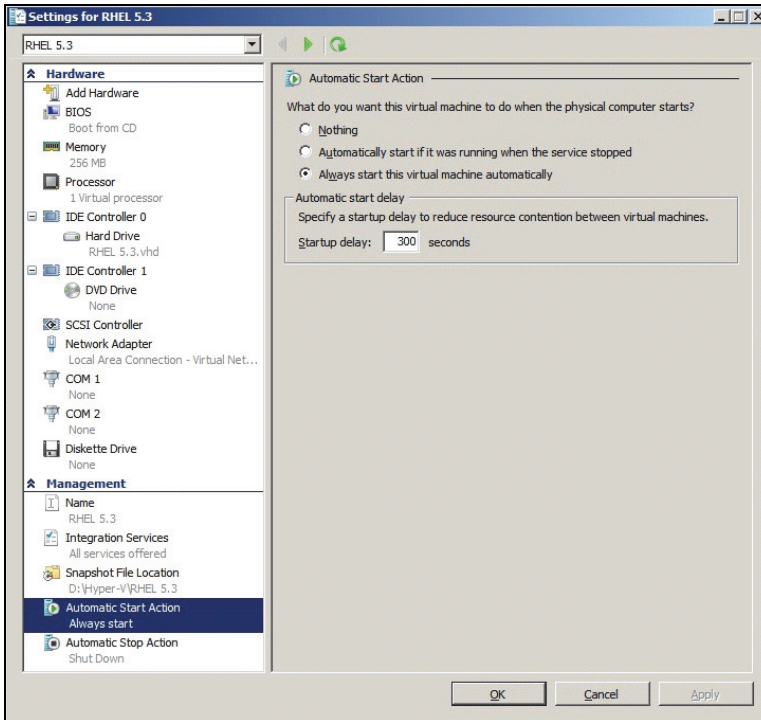 Settings for RHEL 5.3
RHEL 5.3
Hardware
Add Hardware
BIOS
Boot from CD
Memory
256 MB
Processor
1 Virtual processor
IDE Controller 0
Hard Drive
RHEL 5.3.vhd
IDE Controller 1
DVD Drive
None
SCSI Controller
Network Adapter
Local Area Connection - Virtual Net...
COM 1
None
COM 2
None
Diskette Drive
None
Management
Name
RHEL 5.3
Integration Services
All services offered
Snapshot File Location
D:\Hyper-V\RHEL 5.3
Automatic Start Action
Always start
Automatic Stop Action
Shut Down
Automatic Start Action
What do you want this virtual machine to do when the physical computer starts?
Nothing
Automatically start if it was running when the service stopped
Always start this virtual machine automatically
Automatic start delay
Specify a startup delay to reduce resource contention between virtual machines.
Startup delay: 300 seconds
OK Cancel Apply